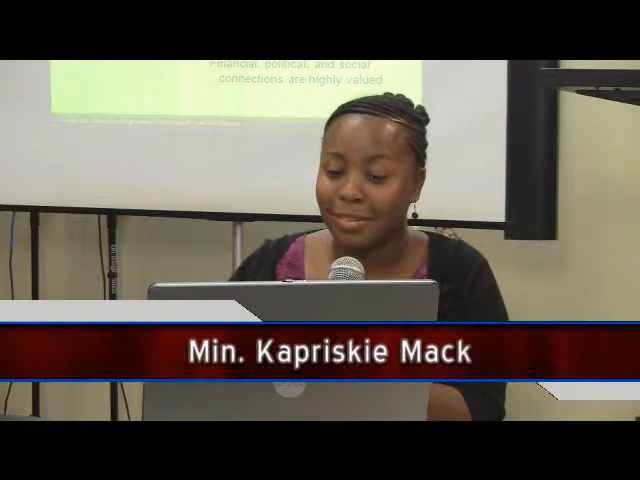 Financial, political, and social
connections are highly valued
Min. Kapriskie Mack